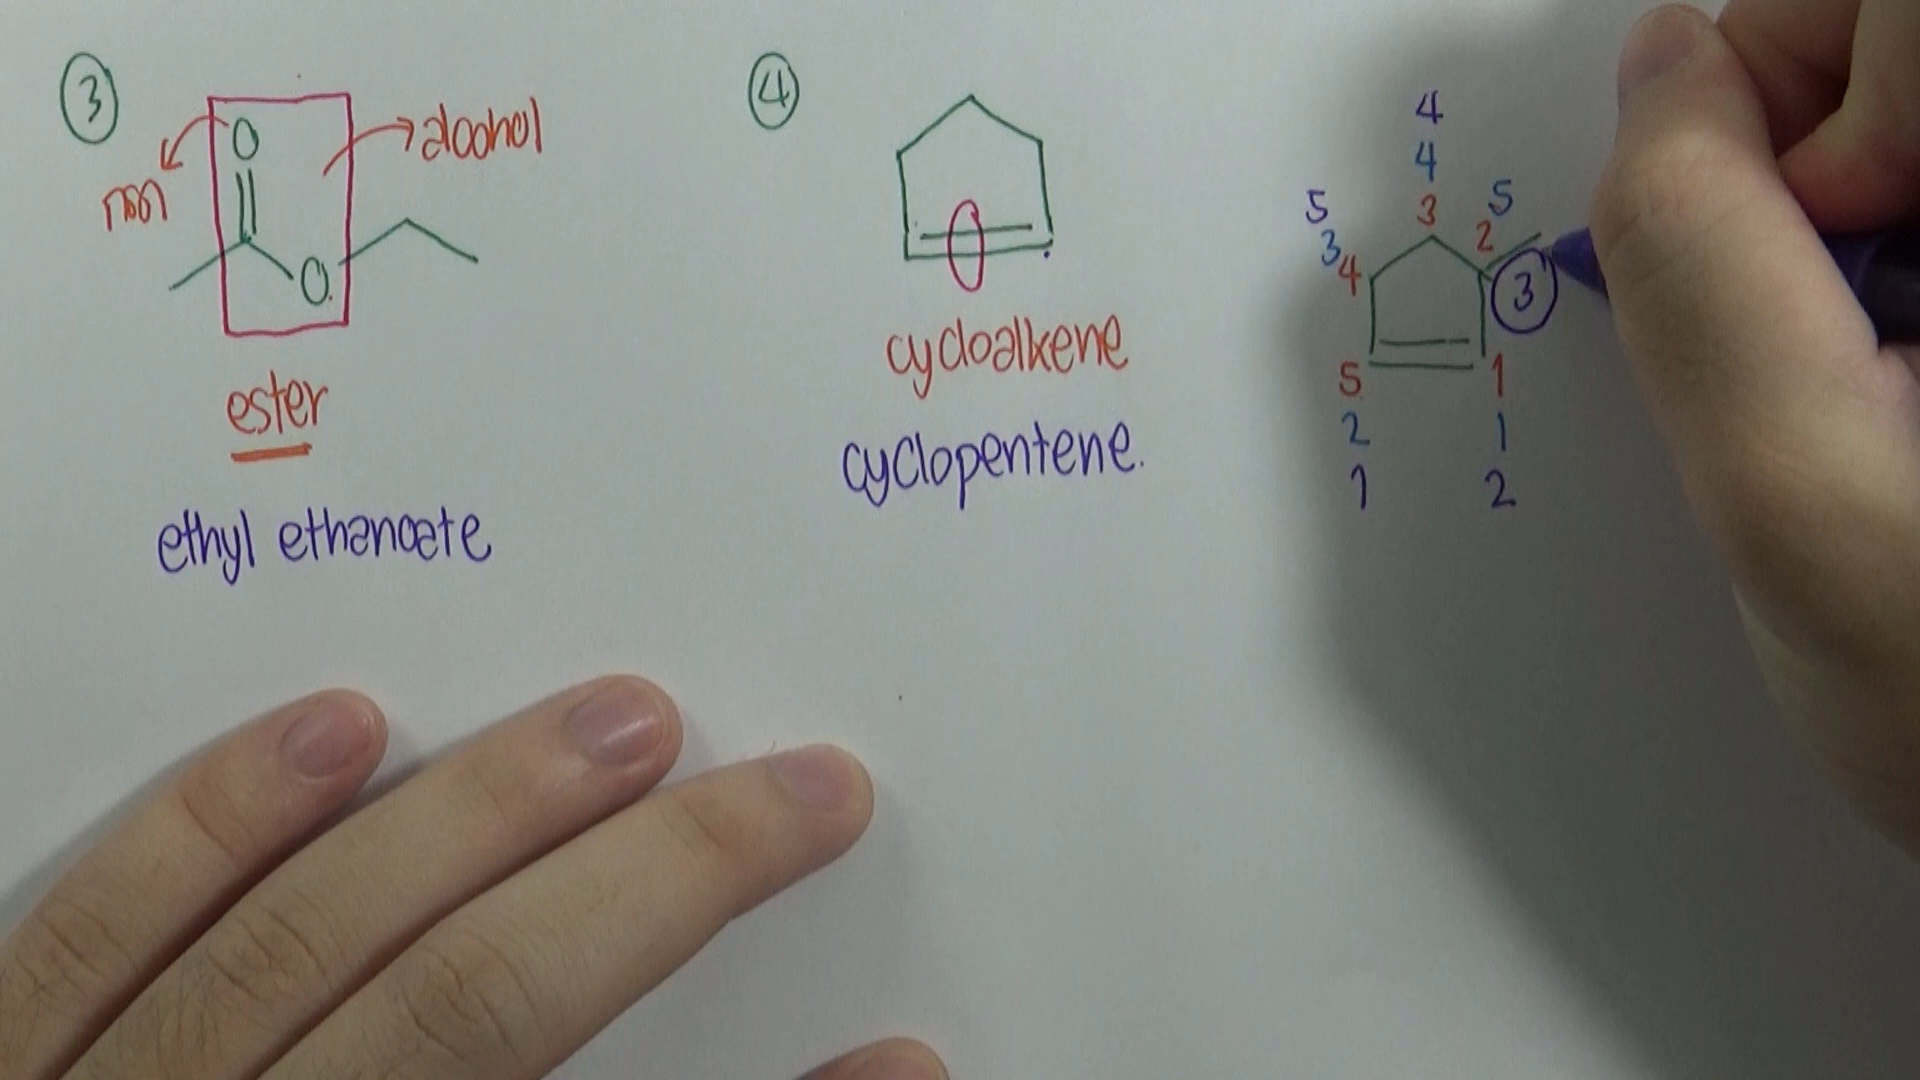 3
O
alcohol
non
O
ester
ethyl ethanoate
4
cycloalkene
cyclopentene.
4
4
5 3 5
3 2
4 3
5 1
2 1
1 2